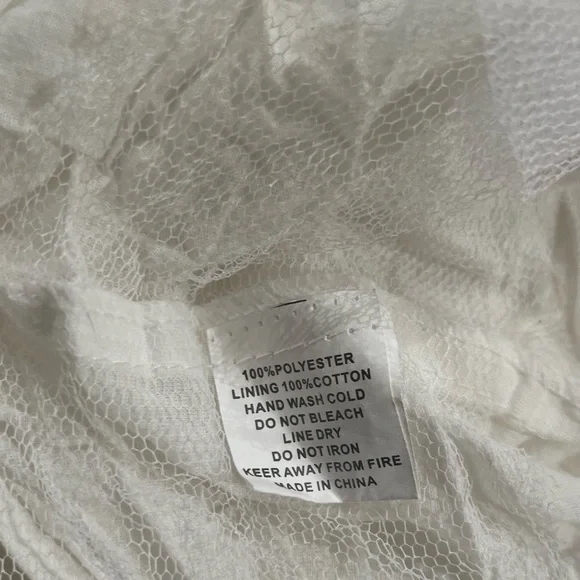 100%POLYESTER
LINING 100%COTTON
HAND WASH COLD
DO NOT BLEACH
LINE DRY
DO NOT IRON
KEER AWAY FROM FIRE
MADE IN CHINA